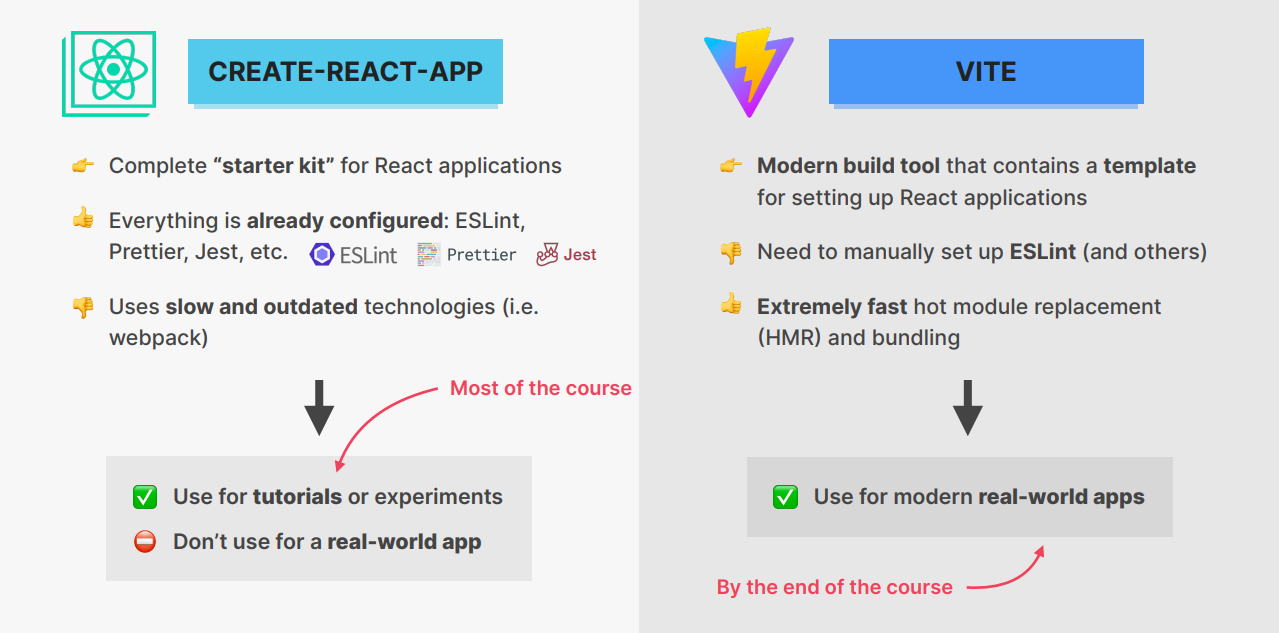 CREATE-REACT-APP
Complete “starter kit” for React applications
Everything is already configured: ESLint,
Prettier, Jest, etc.
ESLint
Prettier
Jest
Uses slow and outdated technologies (i.e.
webpack)
Most of the course
Use for tutorials or experiments
Don’t use for a real-world app
VITE
Modern build tool that contains a template
for setting up React applications
Need to manually set up ESLint (and others)
Extremely fast hot module replacement
(HMR) and bundling
Use for modern real-world apps
By the end of the course